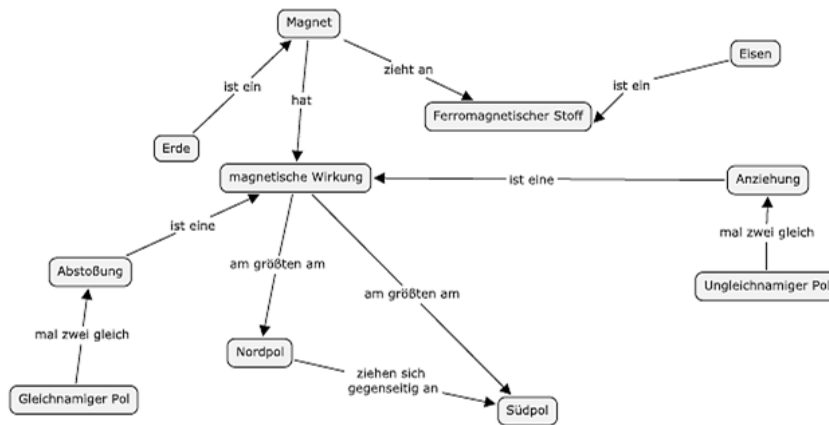 Magnet
zieht an
Eisen
ist ein
ist ein
hat
Ferromagnetischer Stoff
Erde
magnetische Wirkung
ist eine
Anziehung
ist eine
mal zwei gleich
Abstoßung
am größten am
am größten am
Ungleichnamiger Pol
mal zwei gleich
Nordpol
ziehen sich
gegenseitig an
Gleichnamiger Pol
Südpol